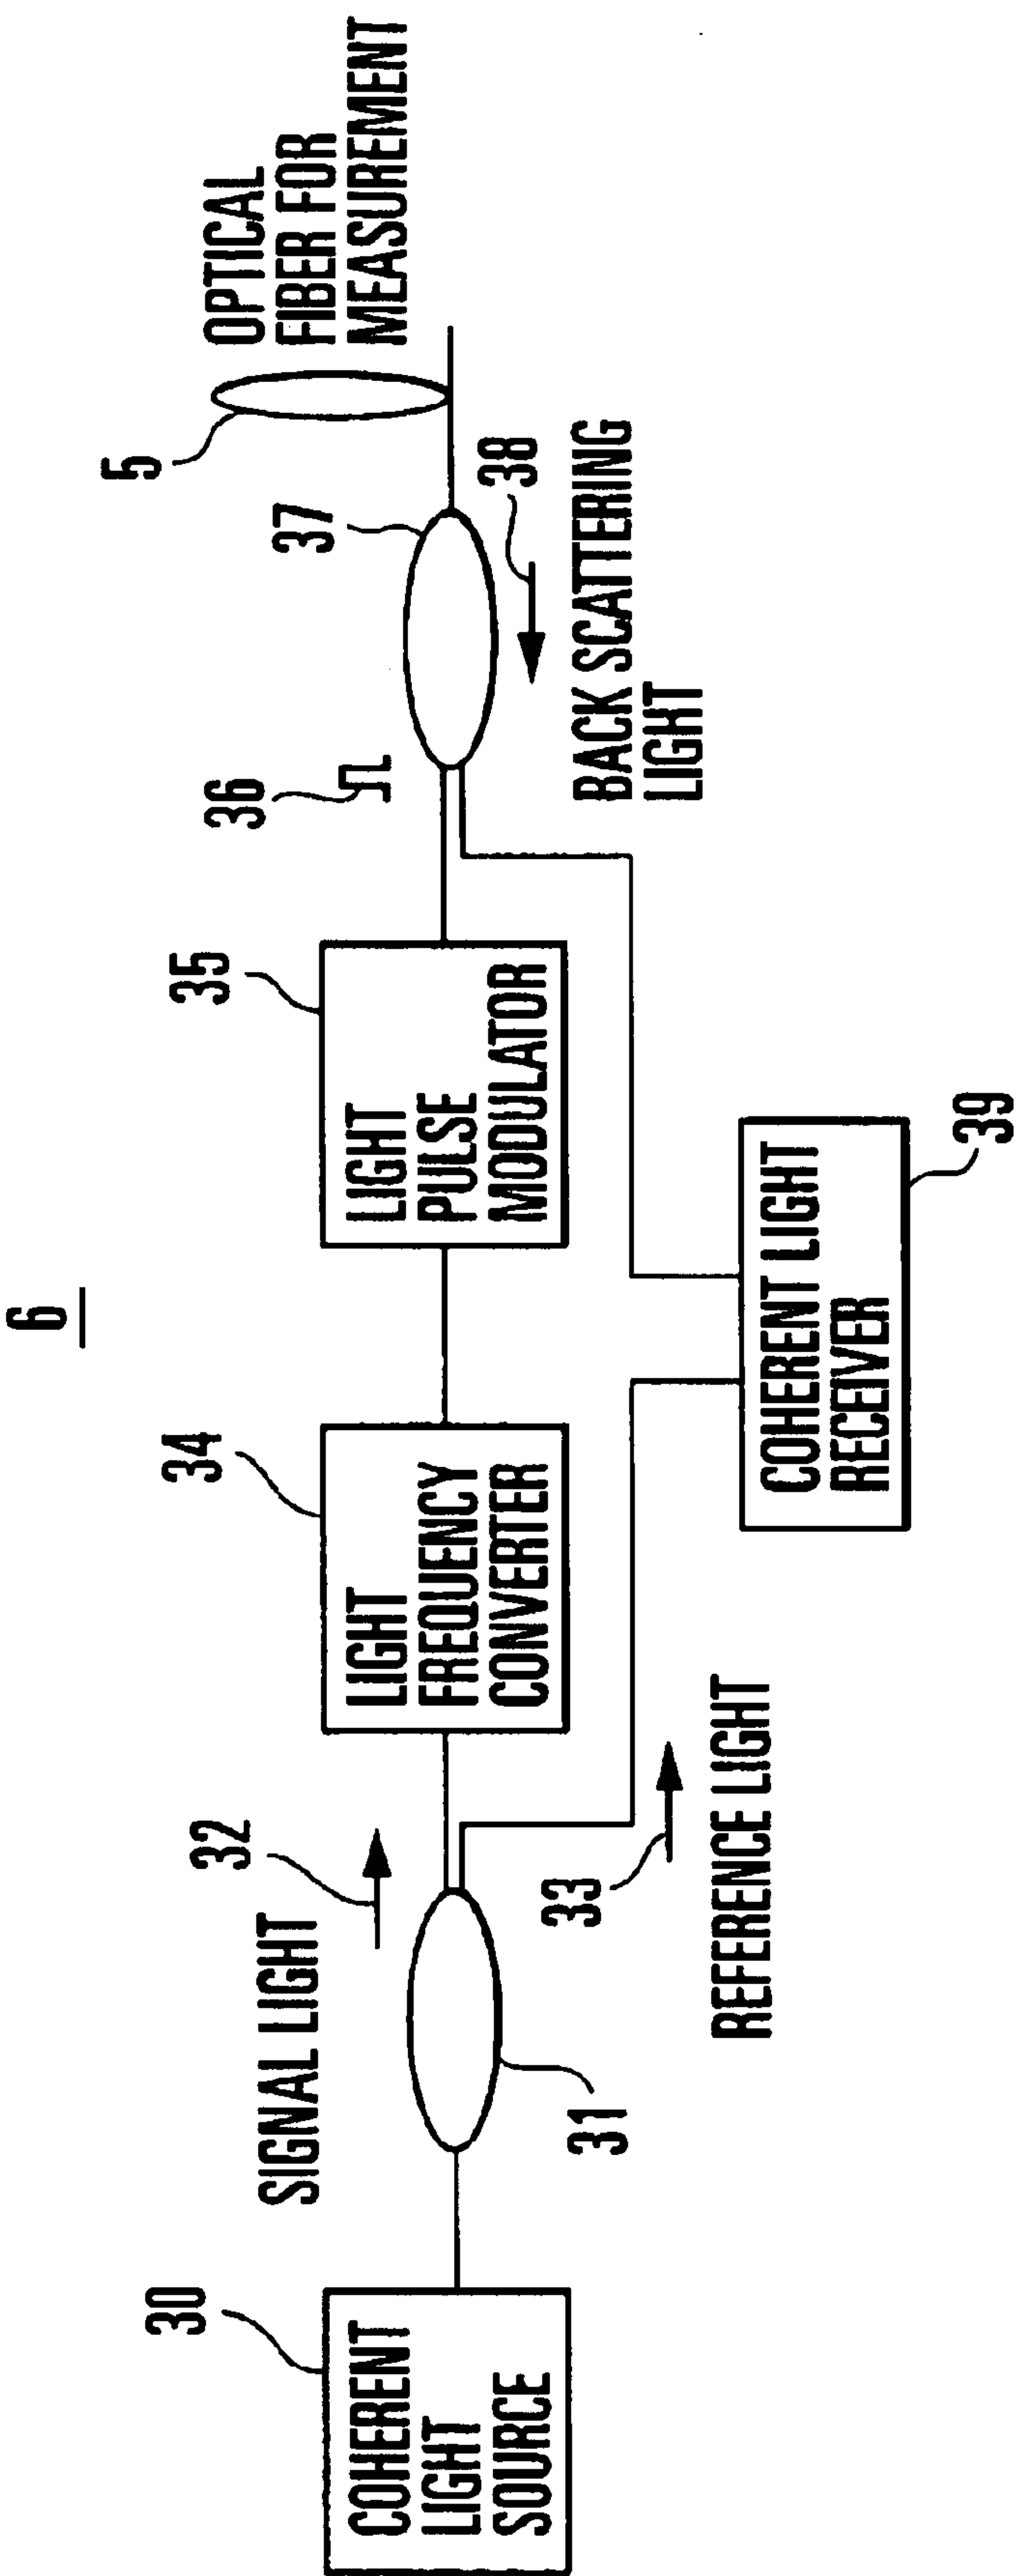 6
30
COHERENT
LIGHT
SOURCE
31
SIGNAL LIGHT
32
33
REFERENCE LIGHT
34
LIGHT
FREQUENCY
CONVERTER
35
LIGHT
PULSE
MODULATOR
36
37
38
BACK SCATTERING
LIGHT
5
OPTICAL
FIBER FOR
MEASUREMENT
COHERENT LIGHT
RECEIVER
39